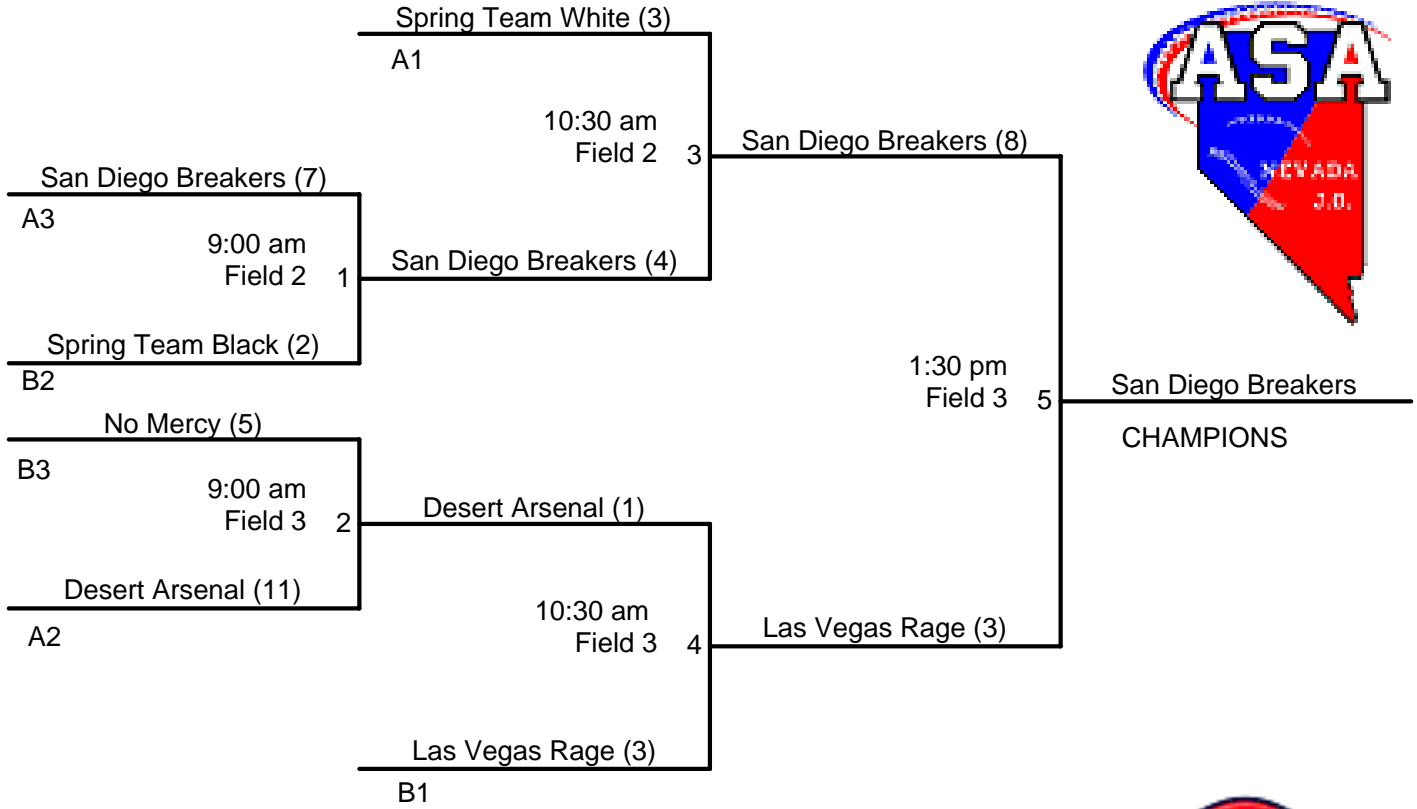 Spring Team White (3)
A1
10:30 am
Field 2 3
San Diego Breakers (8)
San Diego Breakers (7)
A3
9:00 am
Field 2 1
San Diego Breakers (4)
Spring Team Black (2)
B2
No Mercy (5)
B3
9:00 am
Field 3 2
Desert Arsenal (1)
Desert Arsenal (11)
A2
10:30 am
Field 3 4
Las Vegas Rage (3)
Las Vegas Rage (3)
B1
1:30 pm
Field 3 5
San Diego Breakers
CHAMPIONS
ASA
NEVADA
J.O.